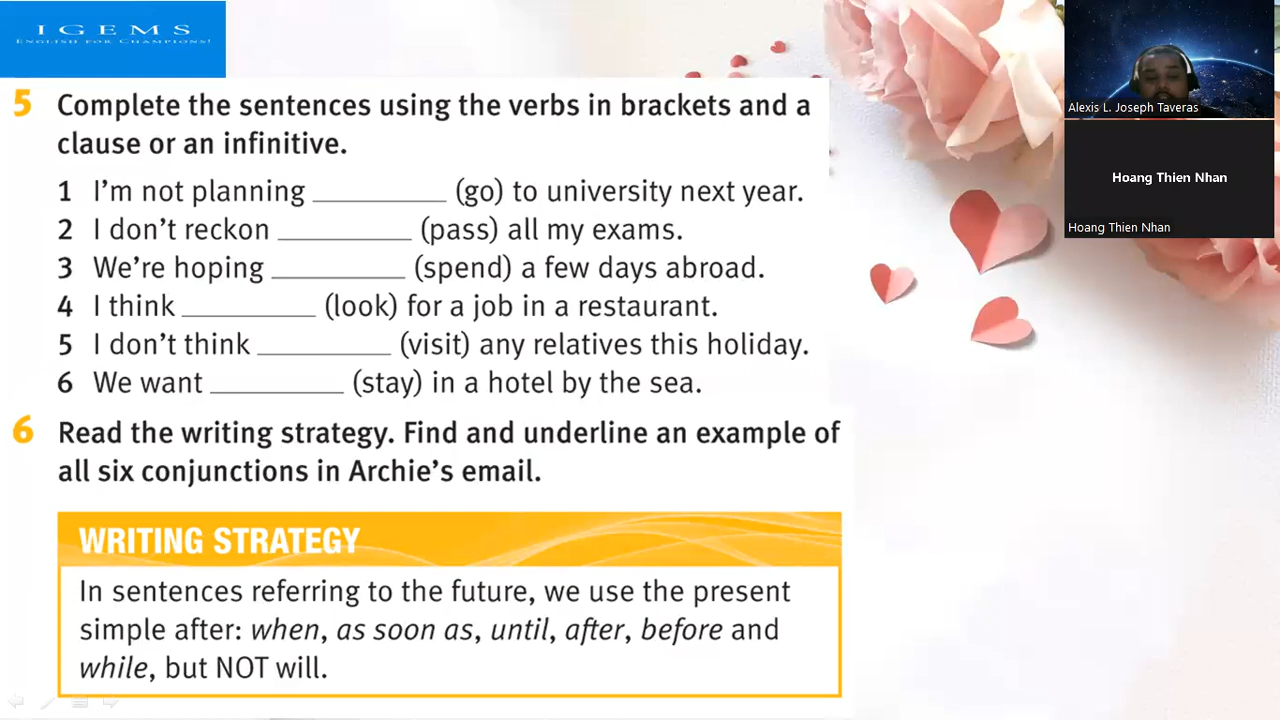 IGEMS
ENGLISH FOR CHAMPIONS!
5 Complete the sentences using the verbs in brackets and a
clause or an infinitive.
1 I'm not planning __________ (go) to university next year.
2 I don't reckon __________ (pass) all my exams.
3 We're hoping __________ (spend) a few days abroad.
4 I think __________ (look) for a job in a restaurant.
5 I don't think __________ (visit) any relatives this holiday.
6 We want __________ (stay) in a hotel by the sea.
6 Read the writing strategy. Find and underline an example of
all six conjunctions in Archie's email.
WRITING STRATEGY
In sentences referring to the future, we use the present
simple after: when, as soon as, until, after, before and
while, but NOT will.
Alexis L. Joseph Taveras
Hoang Thien Nhan
Hoang Thien Nhan